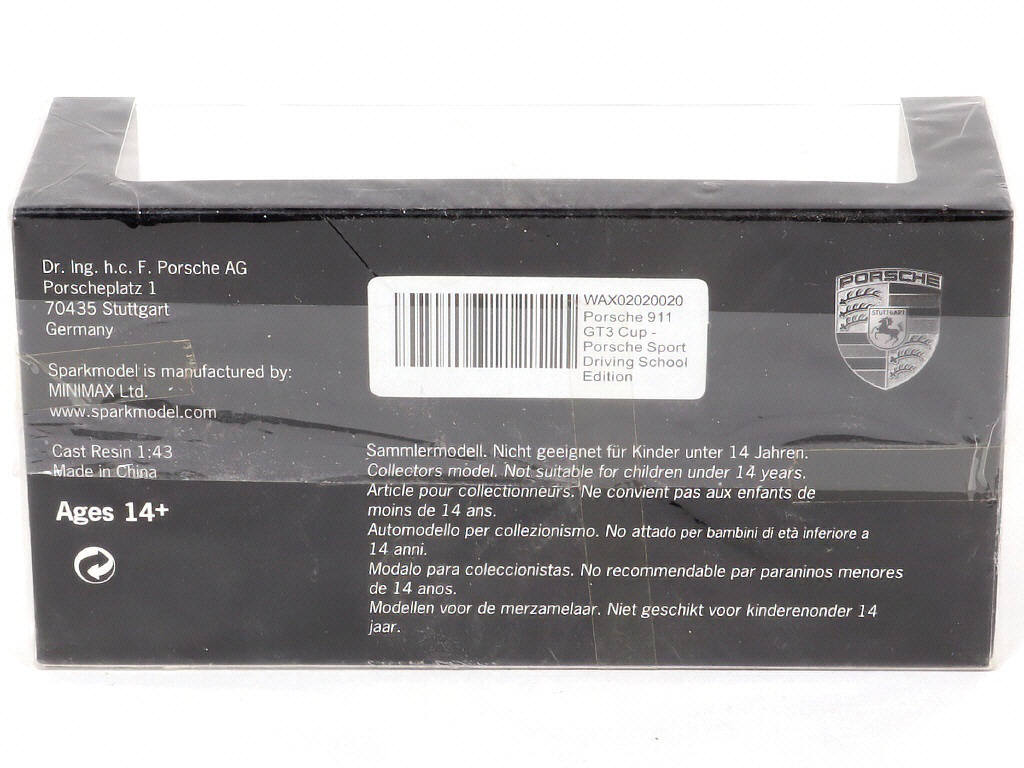 Dr. Ing. h.c. F. Porsche AG
Porscheplatz 1
70435 Stuttgart
Germany
Sparkmodel is manufactured by:
MINIMAX Ltd.
www.sparkmodel.com
Cast Resin 1:43
Made in China
Ages 14+
WAX02020020
Porsche 911
GT3 Cup -
Porsche Sport
Driving School
Edition
PORSCHE
STUTTGART
Sammlermodell. Nicht geeignet für Kinder unter 14 Jahren.
Collectors model. Not suitable for children under 14 years.
Article pour collectionneurs. Ne convient pas aux enfants de
moins de 14 ans.
Automodello per collezionismo. No attado per bambini di età inferiore a
14 anni.
Modalo para coleccionistas. No recommendable par paraninos menores
de 14 anos.
Modellen voor de merzamelaar. Niet geschikt voor kinderenonder 14
jaar.